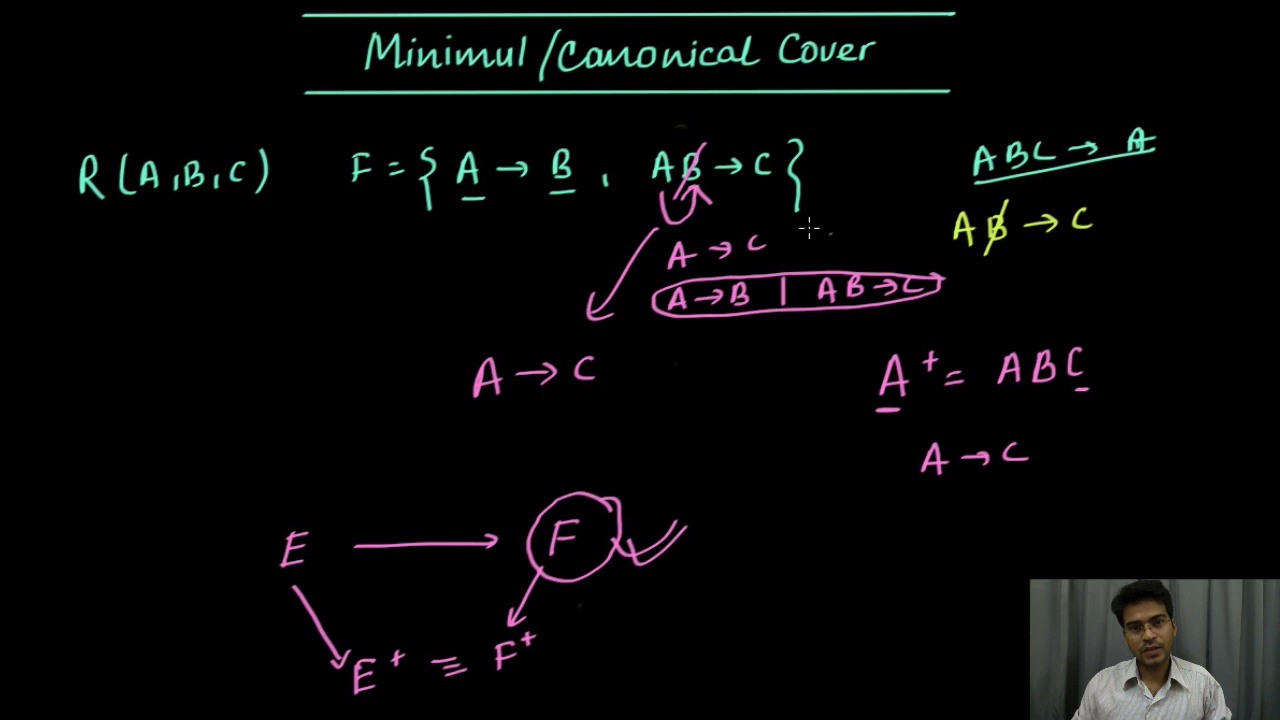 Minimul/Canonical Cover
R(A,B,C) F = { A → B , AB → C }
ABC → A
AB → C
A → C
A → B | AB → C
A → C
A⁺ = ABC
A → C
E → F
E⁺ ≡ F⁺